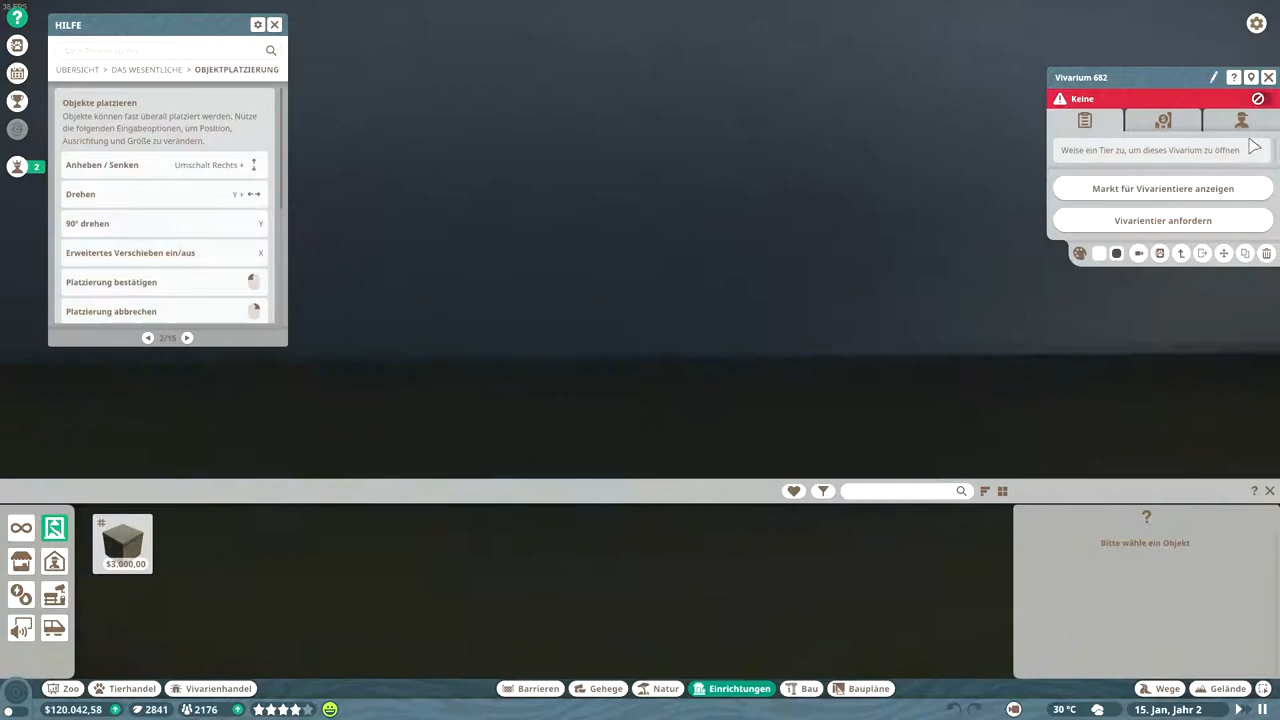 38 FPS
HILFE
ÜBERSICHT > DAS WESENTLICHE > OBJEKTPLATZIERUNG
Objekte platzieren
Objekte können fast überall platziert werden. Nutze
die folgenden Eingabeoptionen, um Position,
Ausrichtung und Größe zu verändern.
Anheben / Senken Umschalt Rechts +
Drehen Y +
90° drehen Y
Erweitertes Verschieben ein/aus X
Platzierung bestätigen
Platzierung abbrechen
2/15
2
Vivarium 682
Keine
Weise ein Tier zu, um dieses Vivarium zu öffnen
Markt für Vivarientiere anzeigen
Vivarientier anfordern
$3.000,00
Bitte wähle ein Objekt
Zoo Tierhandel Vivarienhandel Barrieren Gehege Natur Einrichtungen Bau Baupläne Wege Gelände
$120.042,58 2841 2176 30 °C 15. Jan, Jahr 2